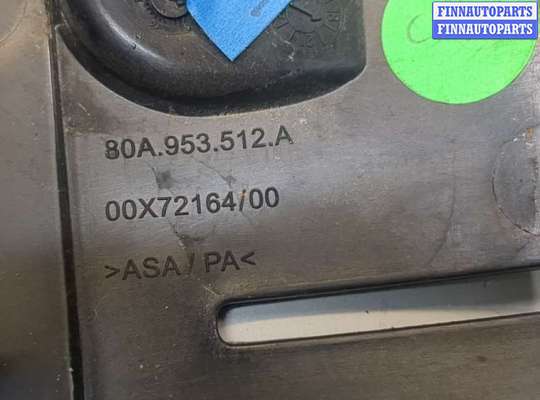 FINNAUTOPARTS
FINNAUTOPARTS
80A.953.512.A
00X72164/00
>ASA/PA<